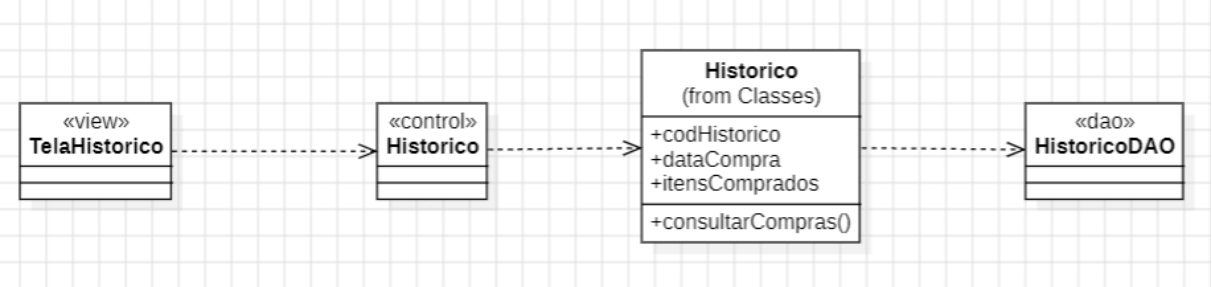 «view»
TelaHistorico
«control»
Historico
Historico
(from Classes)
+codHistorico
+dataCompra
+itensComprados
+consultarCompras()
«dao»
HistoricoDAO